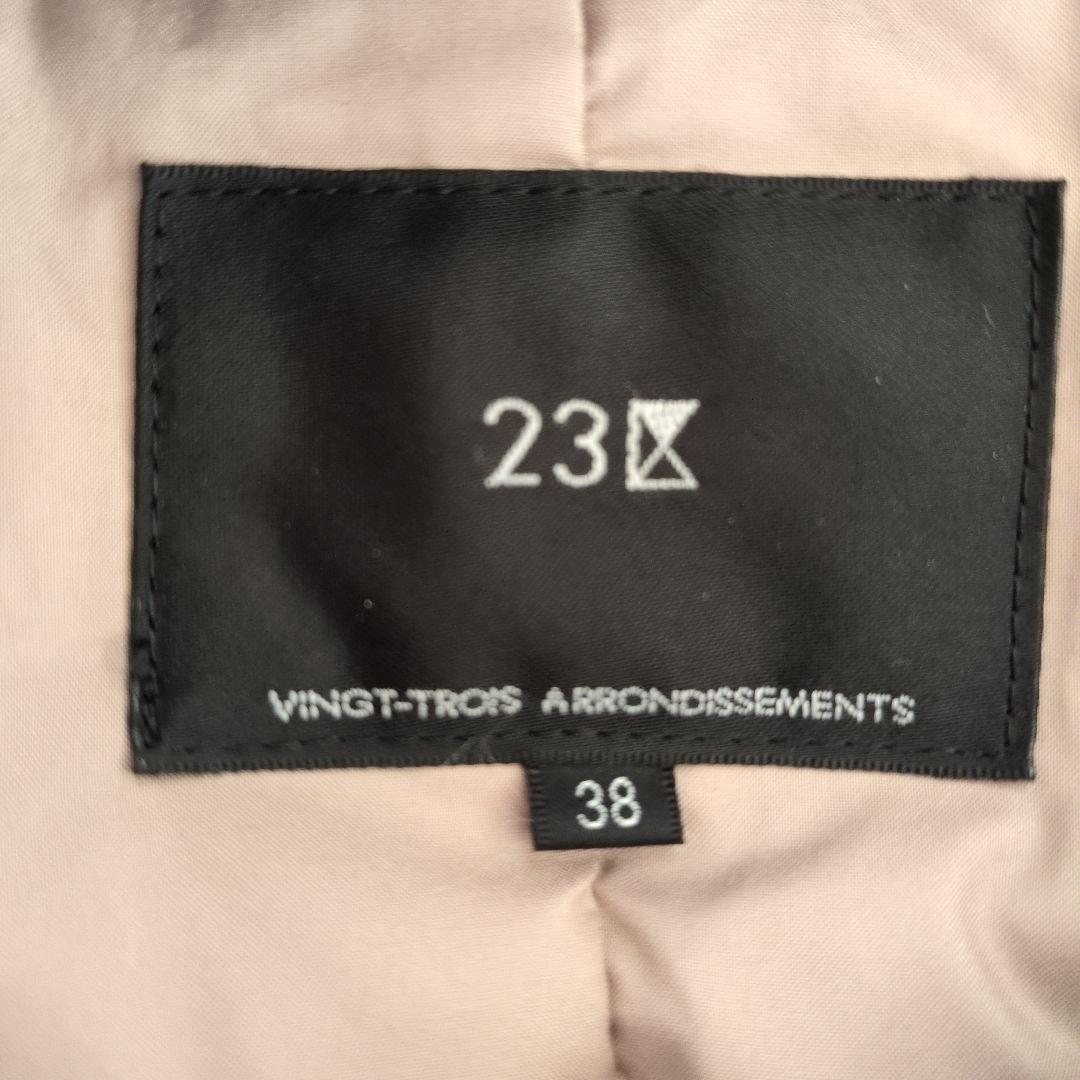 23区
VINGT-TROIS ARRONDISSEMENTS
38